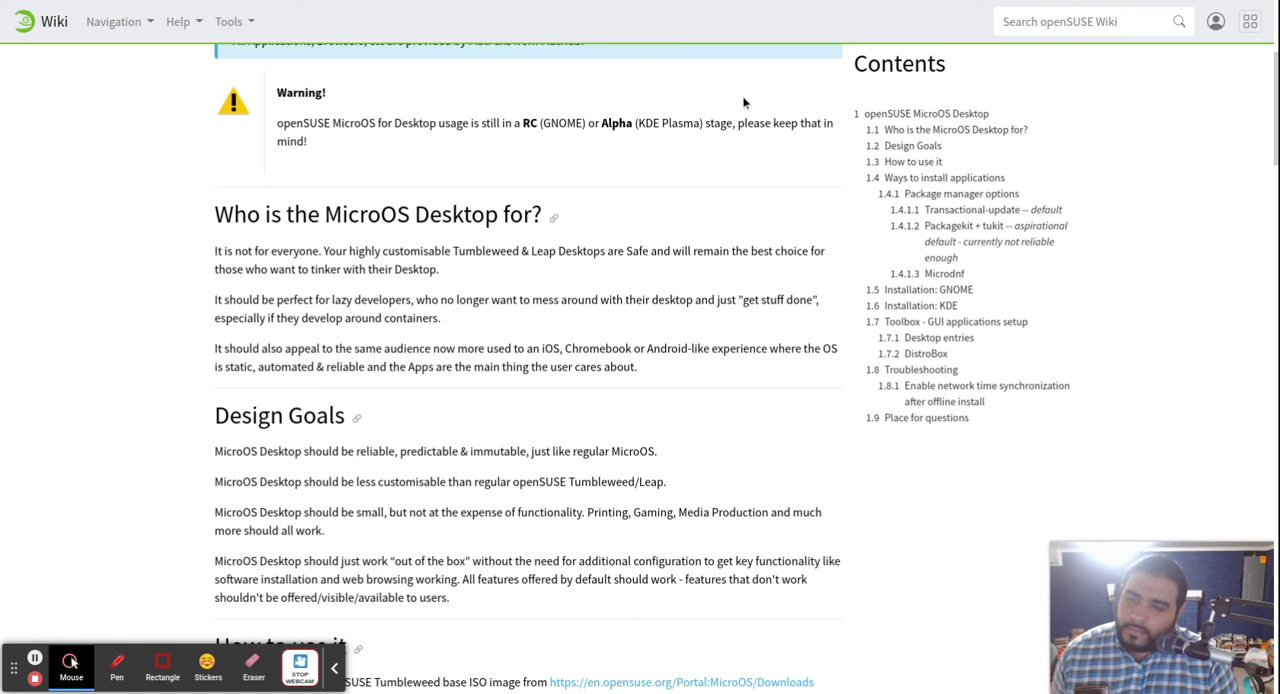 Wiki
Navigation
Help
Tools
Search openSUSE Wiki
Warning!
openSUSE MicroOS for Desktop usage is still in a RC (GNOME) or Alpha (KDE Plasma) stage, please keep that in
mind!
Who is the MicroOS Desktop for?
It is not for everyone. Your highly customisable Tumbleweed & Leap Desktops are Safe and will remain the best choice for
those who want to tinker with their Desktop.
It should be perfect for lazy developers, who no longer want to mess around with their desktop and just "get stuff done",
especially if they develop around containers.
It should also appeal to the same audience now more used to an iOS, Chromebook or Android-like experience where the OS
is static, automated & reliable and the Apps are the main thing the user cares about.
Design Goals
MicroOS Desktop should be reliable, predictable & immutable, just like regular MicroOS.
MicroOS Desktop should be less customisable than regular openSUSE Tumbleweed/Leap.
MicroOS Desktop should be small, but not at the expense of functionality. Printing, Gaming, Media Production and much
more should all work.
MicroOS Desktop should just work “out of the box” without the need for additional configuration to get key functionality like
software installation and web browsing working. All features offered by default should work - features that don't work
shouldn't be offered/visible/available to users.
How to use it
SUSE Tumbleweed base ISO image from https://en.opensuse.org/Portal:MicroOS/Downloads
Contents
1 openSUSE MicroOS Desktop
1.1 Who is the MicroOS Desktop for?
1.2 Design Goals
1.3 How to use it
1.4 Ways to install applications
1.4.1 Package manager options
1.4.1.1 Transactional-update -- default
1.4.1.2 Packagekit + tukit -- aspirational
default - currently not reliable
enough
1.4.1.3 Microdnf
1.5 Installation: GNOME
1.6 Installation: KDE
1.7 Toolbox - GUI applications setup
1.7.1 Desktop entries
1.7.2 DistroBox
1.8 Troubleshooting
1.8.1 Enable network time synchronization
after offline install
1.9 Place for questions
Mouse
Pen
Rectangle
Stickers
Eraser
STOP
WEBCAM